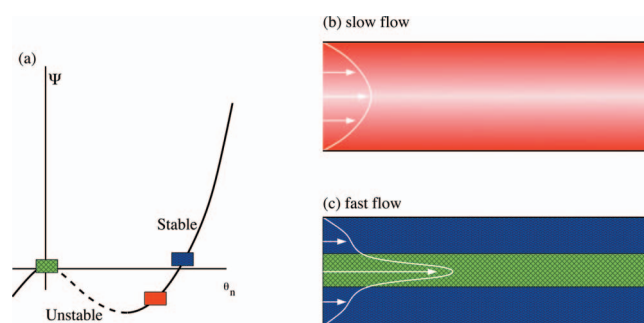 (a)
Ψ
Stable
Unstable
θn
(b) slow flow
(c) fast flow